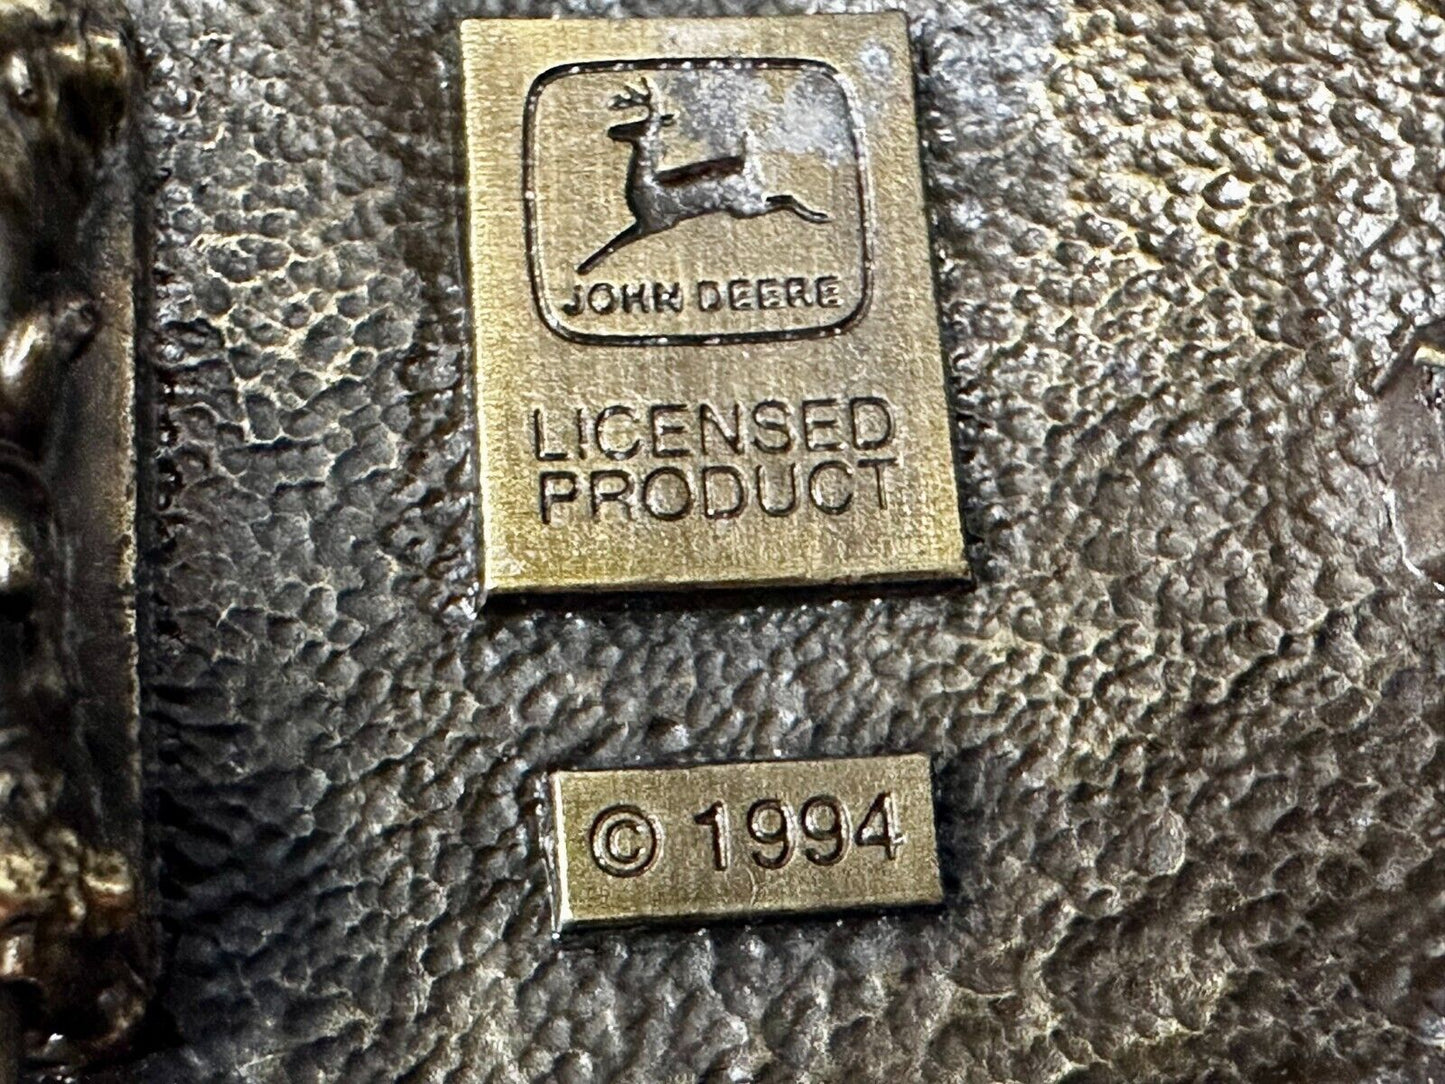 JOHN DEERE
LICENSED
PRODUCT
© 1994